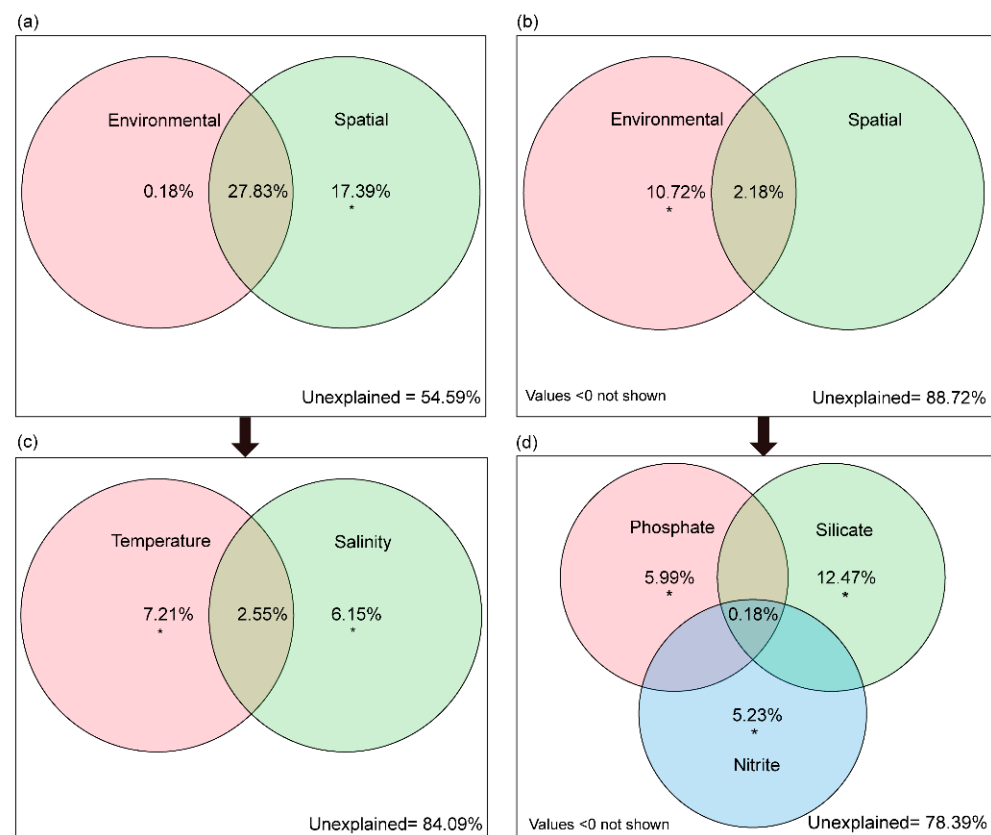 (a)
Environmental
Spatial
0.18%
27.83%
17.39%
*
Unexplained = 54.59%
(b)
Environmental
Spatial
10.72%
*
2.18%
Values <0 not shown
Unexplained= 88.72%
(c)
Temperature
Salinity
7.21%
*
2.55%
6.15%
*
Unexplained= 84.09%
(d)
Phosphate
Silicate
5.99%
*
12.47%
*
0.18%
5.23%
*
Nitrite
Values <0 not shown
Unexplained= 78.39%